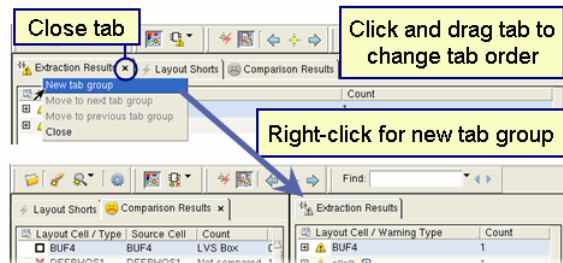 Close tab
Click and drag tab to
change tab order
Extraction Results ×
Layout Shorts
Comparison Results
New tab group
Move to next tab group
Move to previous tab group
Close
Count
1
Right-click for new tab group
Find:
Layout Shorts
Comparison Results ×
Extraction Results
Layout Cell / Type Source Cell Count
BUF4 BUF4 LVS Box
Layout Cell / Warning Type Count
BUF4 1
DFFPHQS1 Not compared
1